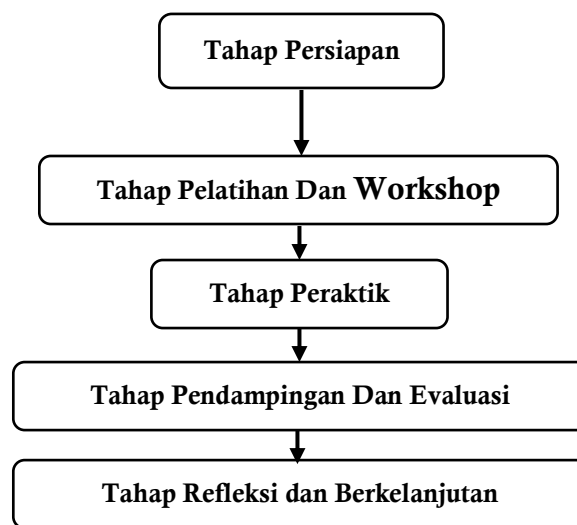 Tahap Persiapan
Tahap Pelatihan Dan Workshop
Tahap Peraktik
Tahap Pendampingan Dan Evaluasi
Tahap Refleksi dan Berkelanjutan